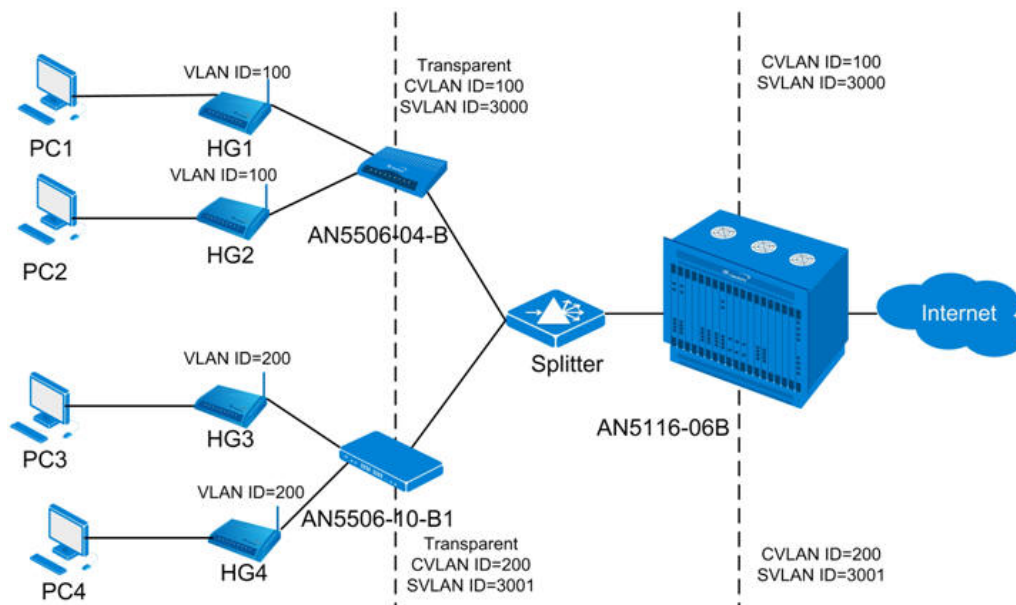 Transparent
CVLAN ID=100
SVLAN ID=3000
CVLAN ID=100
SVLAN ID=3000
VLAN ID=100
PC1
HG1
VLAN ID=100
AN5506-04-B
PC2
HG2
Internet
Splitter
VLAN ID=200
AN5116-06B
PC3
HG3
VLAN ID=200
AN5506-10-B1
Transparent
CVLAN ID=200
SVLAN ID=3001
CVLAN ID=200
SVLAN ID=3001
PC4
HG4